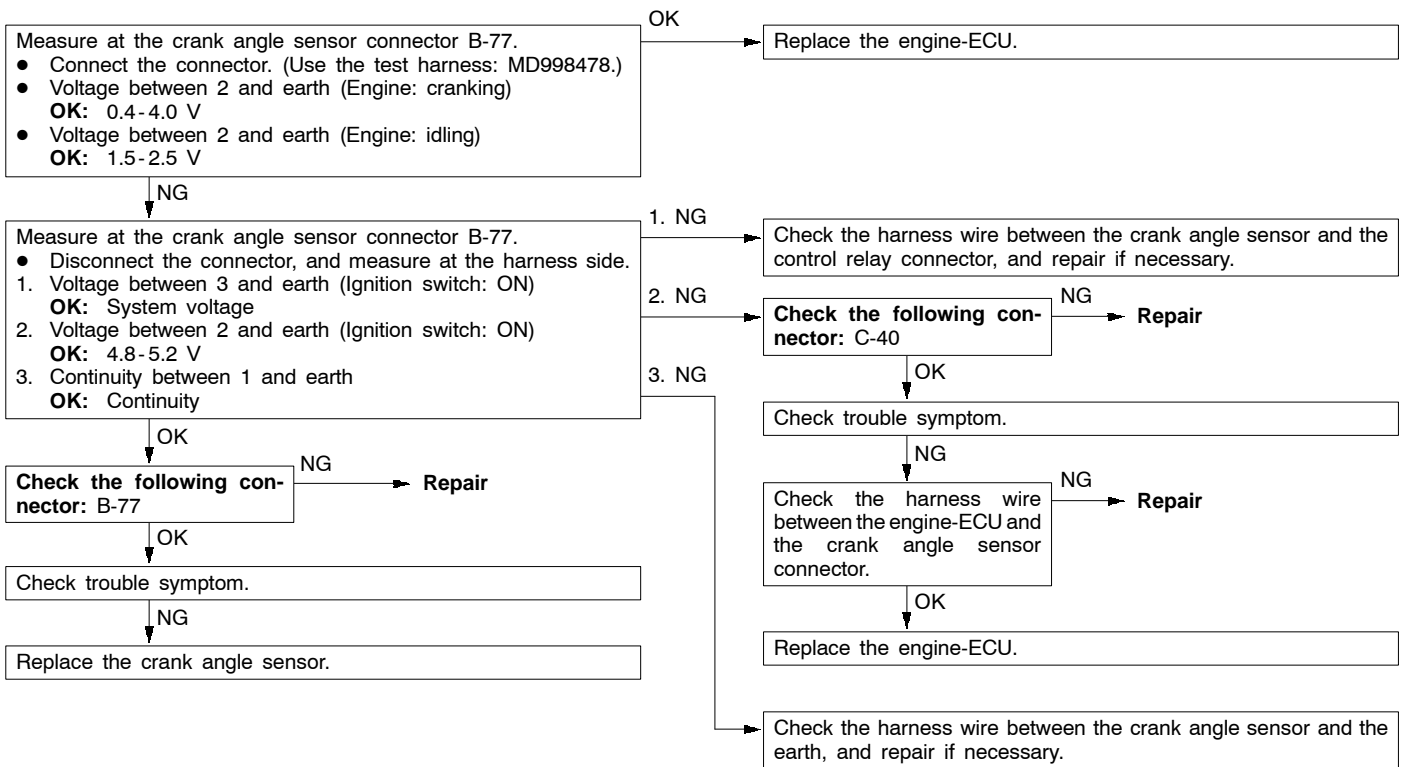 Measure at the crank angle sensor connector B-77.
● Connect the connector. (Use the test harness: MD998478.)
● Voltage between 2 and earth (Engine: cranking)
OK: 0.4-4.0 V
● Voltage between 2 and earth (Engine: idling)
OK: 1.5-2.5 V
OK
Replace the engine-ECU.
NG
Measure at the crank angle sensor connector B-77.
● Disconnect the connector, and measure at the harness side.
1. Voltage between 3 and earth (Ignition switch: ON)
OK: System voltage
2. Voltage between 2 and earth (Ignition switch: ON)
OK: 4.8-5.2 V
3. Continuity between 1 and earth
OK: Continuity
1. NG
Check the harness wire between the crank angle sensor and the
control relay connector, and repair if necessary.
2. NG
Check the following con-
nector: C-40
NG
Repair
OK
Check trouble symptom.
NG
Check the harness wire
between the engine-ECU and
the crank angle sensor
connector.
NG
Repair
OK
Replace the engine-ECU.
3. NG
Check the harness wire between the crank angle sensor and the
earth, and repair if necessary.
OK
Check the following con-
nector: B-77
NG
Repair
OK
Check trouble symptom.
NG
Replace the crank angle sensor.